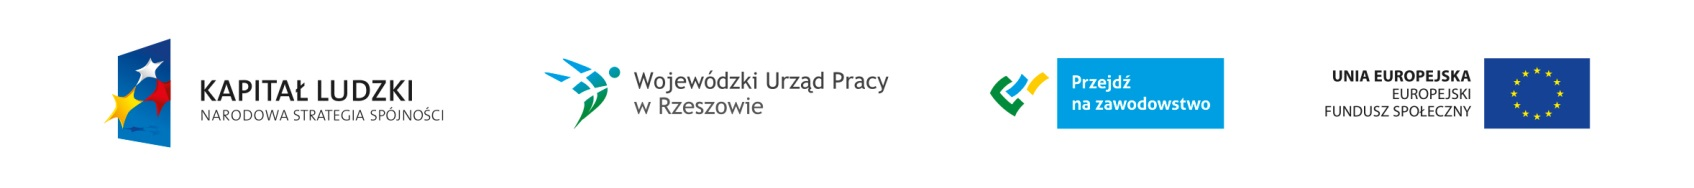 KAPITAŁ LUDZKI
NARODOWA STRATEGIA SPÓJNOŚCI
Wojewódzki Urząd Pracy
w Rzeszowie
Przejdź
na zawodowstwo
UNIA EUROPEJSKA
EUROPEJSKI
FUNDUSZ SPOŁECZNY